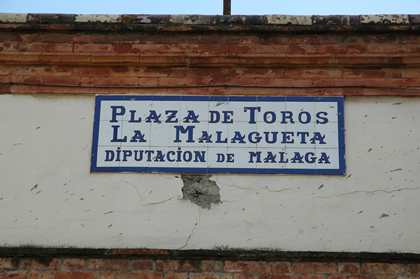 PLAZA DE TOROS
LA MALAGUETA
DIPUTACION DE MALAGA